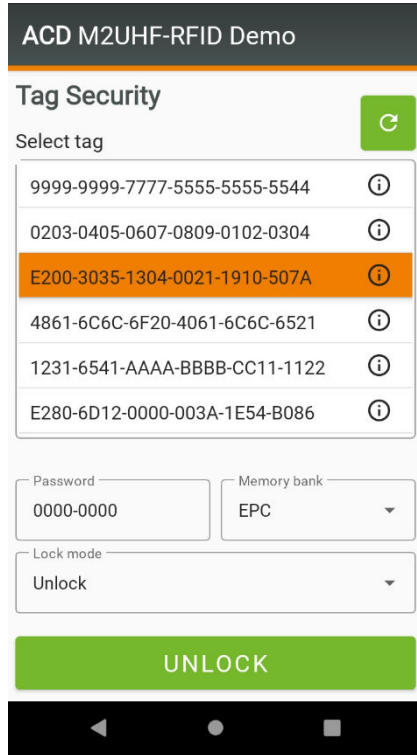 ACD M2UHF-RFID Demo
Tag Security
Select tag
9999-9999-7777-5555-5555-5544
0203-0405-0607-0809-0102-0304
E200-3035-1304-0021-1910-507A
4861-6C6C-6F20-4061-6C6C-6521
1231-6541-AAAA-BBBB-CC11-1122
E280-6D12-0000-003A-1E54-B086
Password
Memory bank
0000-0000
EPC
Lock mode
Unlock
UNLOCK